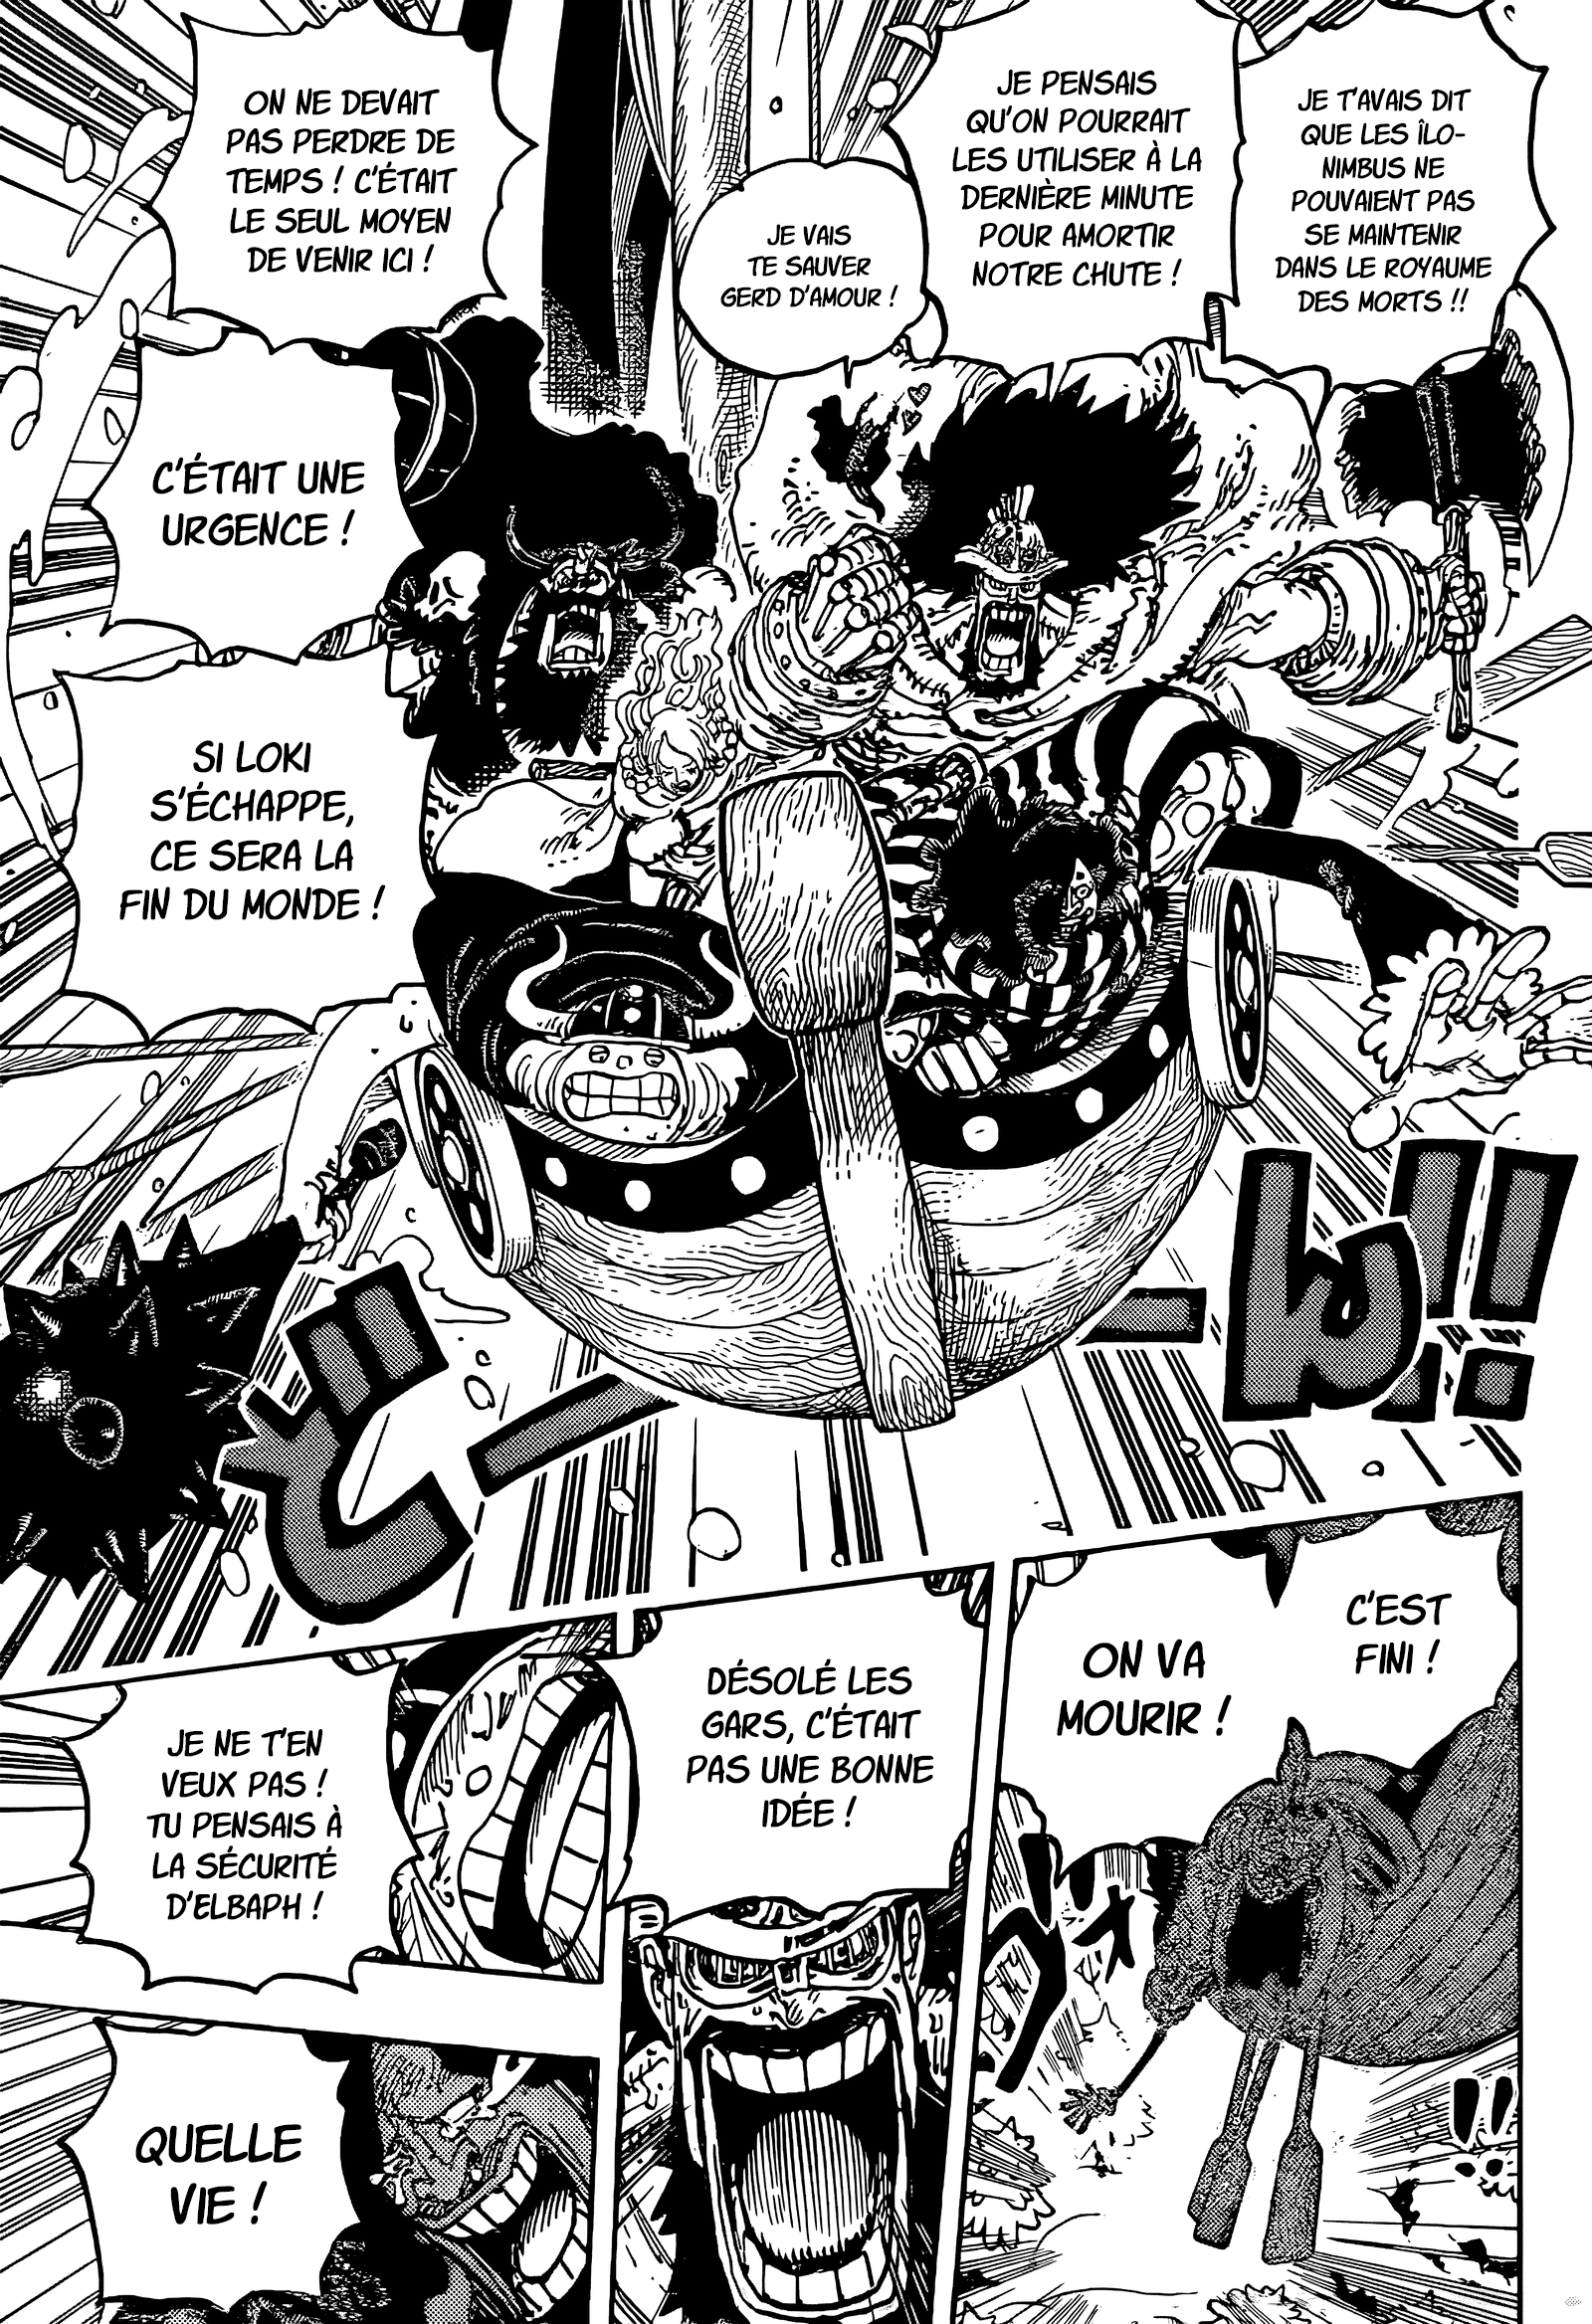 JE T'AVAIS DIT
QUE LES ÎLO-
NIMBUS NE
POUVAIENT PAS
SE MAINTENIR
DANS LE ROYAUME
DES MORTS !!
JE PENSAIS
QU'ON POURRAIT
LES UTILISER À LA
DERNIÈRE MINUTE
POUR AMORTIR
NOTRE CHUTE !
JE VAIS
TE SAUVER
GERD D'AMOUR !
ON NE DEVAIT
PAS PERDRE DE
TEMPS ! C'ÉTAIT
LE SEUL MOYEN
DE VENIR ICI !
C'ÉTAIT UNE
URGENCE !
SI LOKI
S'ÉCHAPPE,
CE SERA LA
FIN DU MONDE !
どーーん!!
C'EST
FINI !
ON VA
MOURIR !
DÉSOLÉ LES
GARS, C'ÉTAIT
PAS UNE BONNE
IDÉE !
JE NE T'EN
VEUX PAS !
TU PENSAIS À
LA SÉCURITÉ
D'ELBAPH !
QUELLE
VIE !